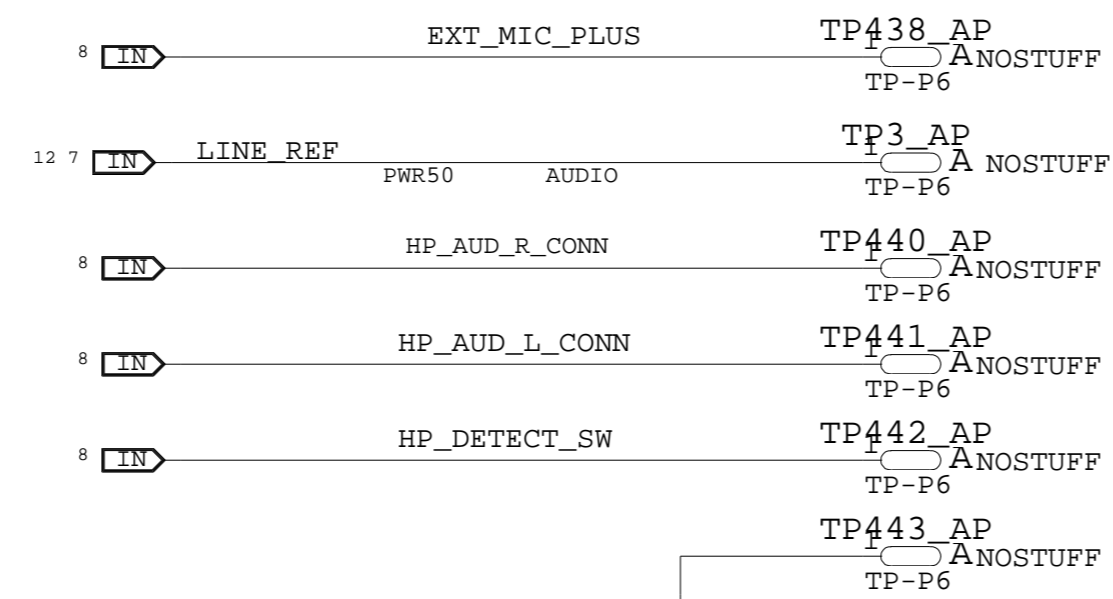 EXT_MIC_PLUS TP438_AP
8 IN 1 A NOSTUFF
TP-P6
TP3_AP
12 7 IN LINE_REF 1 A NOSTUFF
PWR50 AUDIO TP-P6
HP_AUD_R_CONN TP440_AP
8 IN 1 A NOSTUFF
TP-P6
HP_AUD_L_CONN TP441_AP
8 IN 1 A NOSTUFF
TP-P6
HP_DETECT_SW TP442_AP
8 IN 1 A NOSTUFF
TP-P6
TP443_AP
1 A NOSTUFF
TP-P6